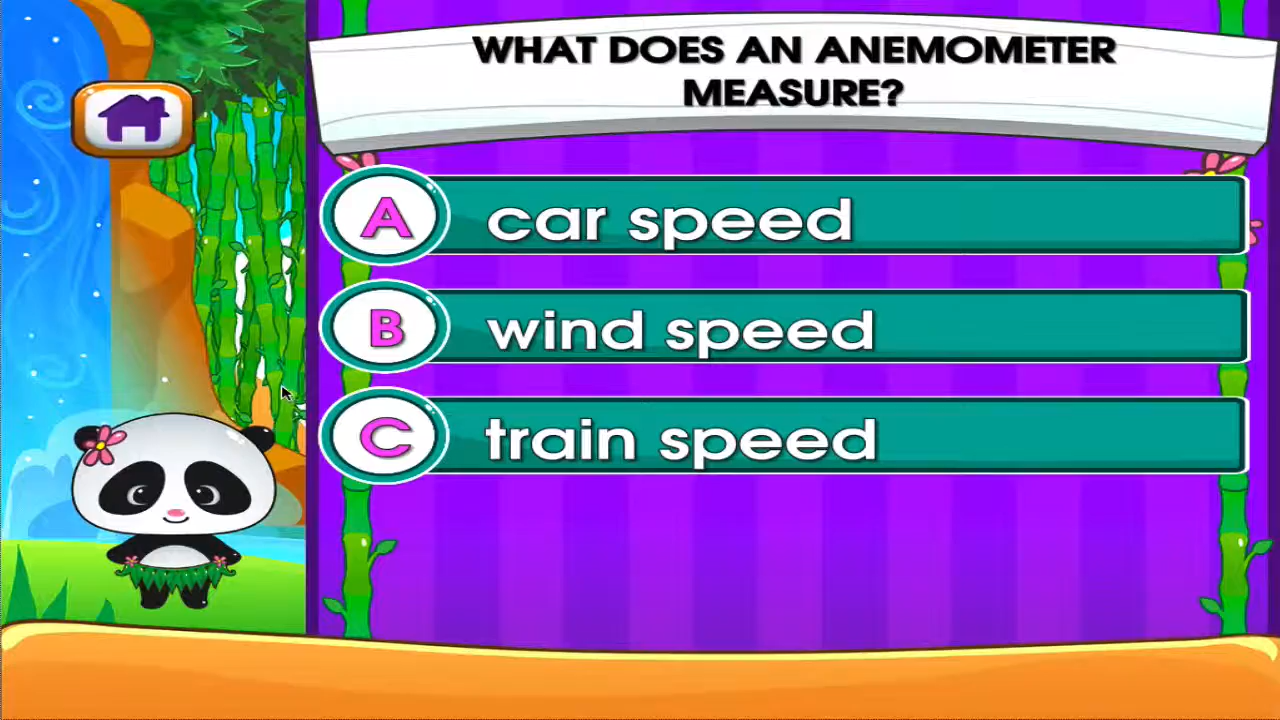 WHAT DOES AN ANEMOMETER
MEASURE?
A car speed
B wind speed
C train speed